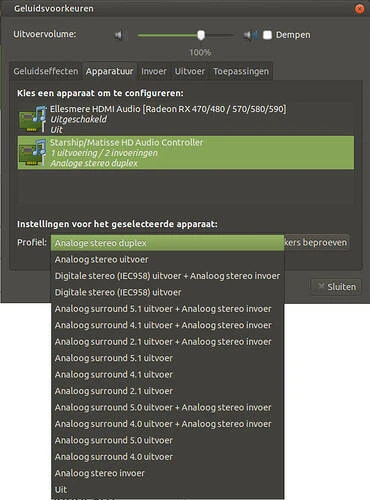 Geluidsvoorkeuren
Uitvoervolume:
Dempen
100%
Geluidseffecten Apparatuur Invoer Uitvoer Toepassingen
Kies een apparaat om te configureren:
Ellesmere HDMI Audio [Radeon RX 470/480 / 570/580/590]
Uitgeschakeld
Uit
Starship/Matisse HD Audio Controller
1 uitvoering / 2 invoeringen
Analoge stereo duplex
Instellingen voor het geselecteerde apparaat:
Profiel: Analoge stereo duplex kers beproeven
Analoog stereo uitvoer
Digitale stereo (IEC958) uitvoer + Analoog stereo invoer
Digitale stereo (IEC958) uitvoer
Sluiten
Analoog surround 5.1 uitvoer + Analoog stereo invoer
Analoog surround 4.1 uitvoer + Analoog stereo invoer
Analoog surround 2.1 uitvoer + Analoog stereo invoer
Analoog surround 5.1 uitvoer
Analoog surround 4.1 uitvoer
Analoog surround 2.1 uitvoer
Analoog surround 5.0 uitvoer + Analoog stereo invoer
Analoog surround 4.0 uitvoer + Analoog stereo invoer
Analoog surround 5.0 uitvoer
Analoog surround 4.0 uitvoer
Analoog stereo invoer
Uit